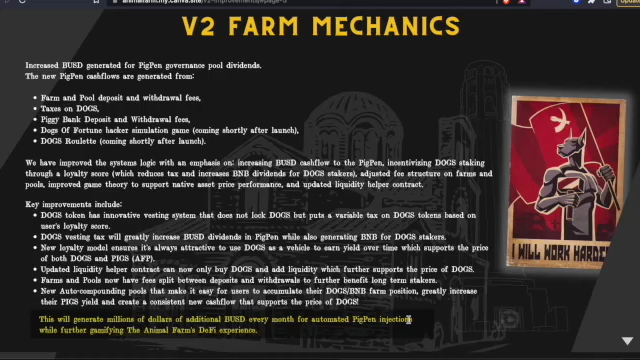 V2 FARM MECHANICS
Increased BUSD generated for PigPen governance pool dividends.
The new PigPen cashflows are generated from:
• Farm and Pool deposit and withdrawal fees,
• Taxes on DOGS,
• Piggy Bank Deposit and Withdrawal Fees,
• Dogs Of Fortune hacker simulation game (coming shortly after launch),
• DOGS Roulette (coming shortly after launch).
We have improved the systems logic with an emphasis on: increasing BUSD cashflow to the PigPen, incentivizing DOGS staking
through a loyalty score (which reduces tax and increases BNB dividends for DOGS stakers), adjusted fee structure on farms and
pools, improved game theory to support native asset price performance, and updated liquidity helper contract.
Key improvements include:
• DOGS token has innovative vesting system that does not lock DOGS but puts a variable tax on DOGS tokens based on
user's loyalty score.
• DOGS vesting tax will greatly increase BUSD dividends in PigPen while also generating BNB for DOGS stakers.
• New loyalty model ensures it's always attractive to use DOGS as a vehicle to earn yield over time which supports the price
of both DOGS and PIGS (AFP).
• Updated liquidity helper contract can now only buy DOGS and add liquidity which further supports the price of DOGS.
• Farms and Pools now have fees split between deposits and withdrawals to further benefit long term stakers.
• New Auto-compounding pools that make it easy for users to accumulate their DOGS/BNB farm position, greatly increase
their PIGS yield and create a consistent new cashflow that supports the price of DOGS!
This will generate millions of dollars of additional BUSD every month for automated PigPen injections
while further gamifying The Animal Farm's DeFi experience.
I WILL WORK HARDER